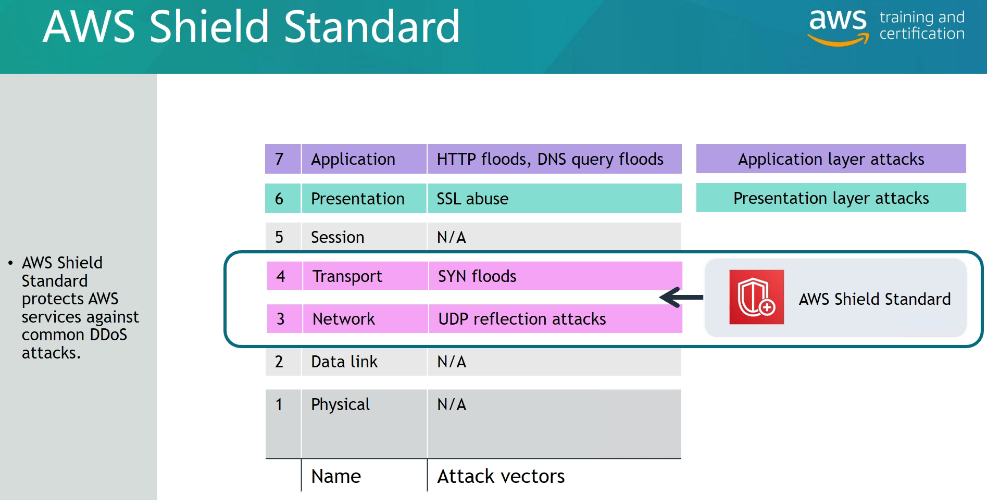 AWS Shield Standard
aws training and
certification
• AWS Shield
Standard
protects AWS
services against
common DDoS
attacks.
7 Application HTTP floods, DNS query floods Application layer attacks
6 Presentation SSL abuse Presentation layer attacks
5 Session N/A
4 Transport SYN floods
AWS Shield Standard
3 Network UDP reflection attacks
2 Data link N/A
1 Physical N/A
Name Attack vectors